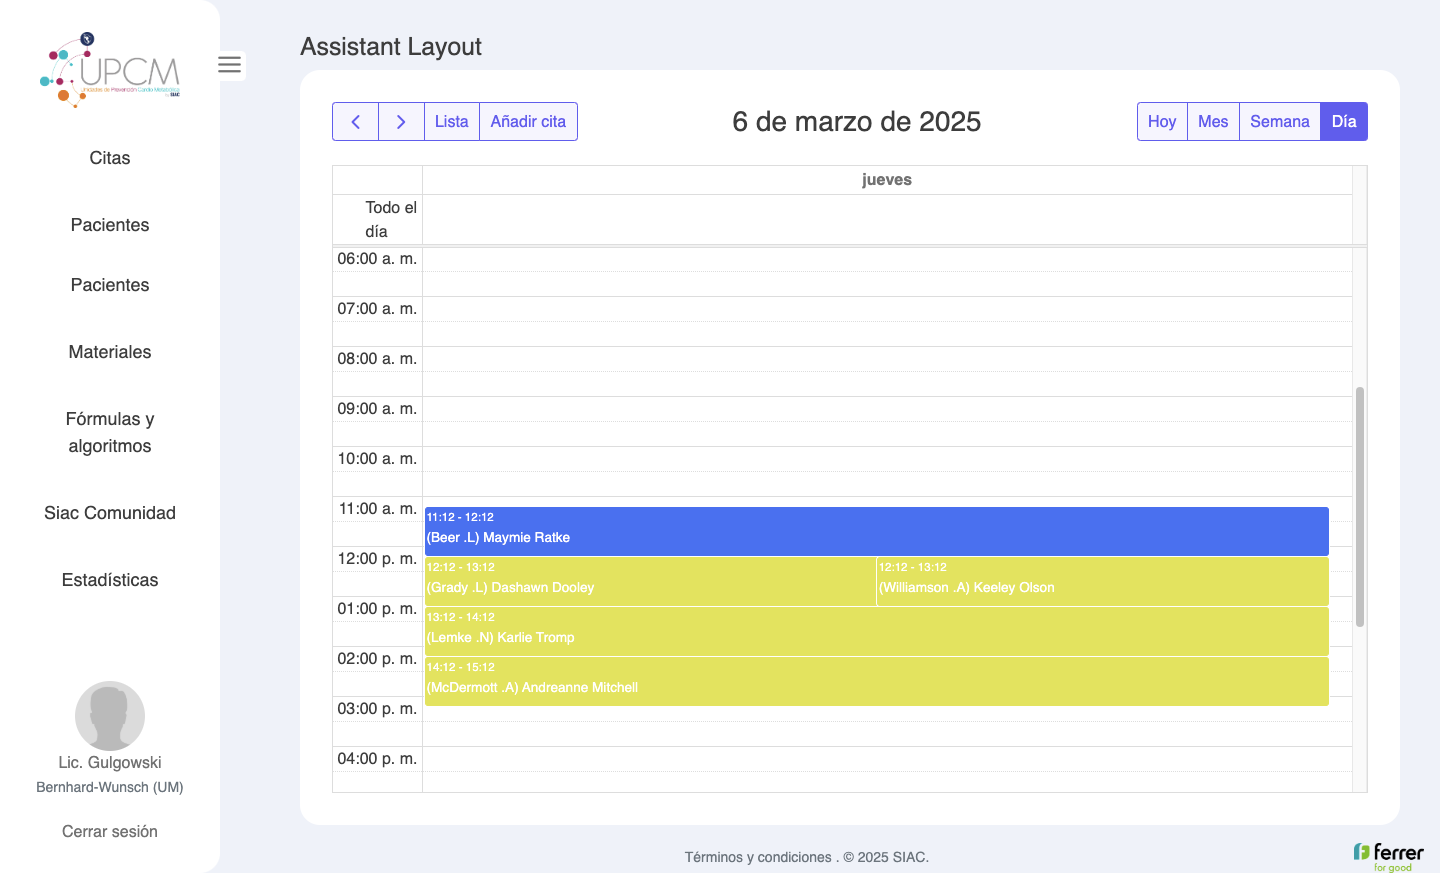 UPCM
Unidades de Prevención Cardio Metabólica
by SIAC
Citas
Pacientes
Pacientes
Materiales
Fórmulas y
algoritmos
Siac Comunidad
Estadísticas
Lic. Gulgowski
Bernhard-Wunsch (UM)
Cerrar sesión
Assistant Layout
Lista
Añadir cita
6 de marzo de 2025
Hoy
Mes
Semana
Día
jueves
Todo el
día
06:00 a. m.
07:00 a. m.
08:00 a. m.
09:00 a. m.
10:00 a. m.
11:00 a. m.
11:12 - 12:12
(Beer .L) Maymie Ratke
12:00 p. m.
12:12 - 13:12
(Grady .L) Dashawn Dooley
12:12 - 13:12
(Williamson .A) Keeley Olson
01:00 p. m.
13:12 - 14:12
(Lemke .N) Karlie Tromp
02:00 p. m.
14:12 - 15:12
(McDermott .A) Andreanne Mitchell
03:00 p. m.
04:00 p. m.
Términos y condiciones . © 2025 SIAC.
ferrer
for good